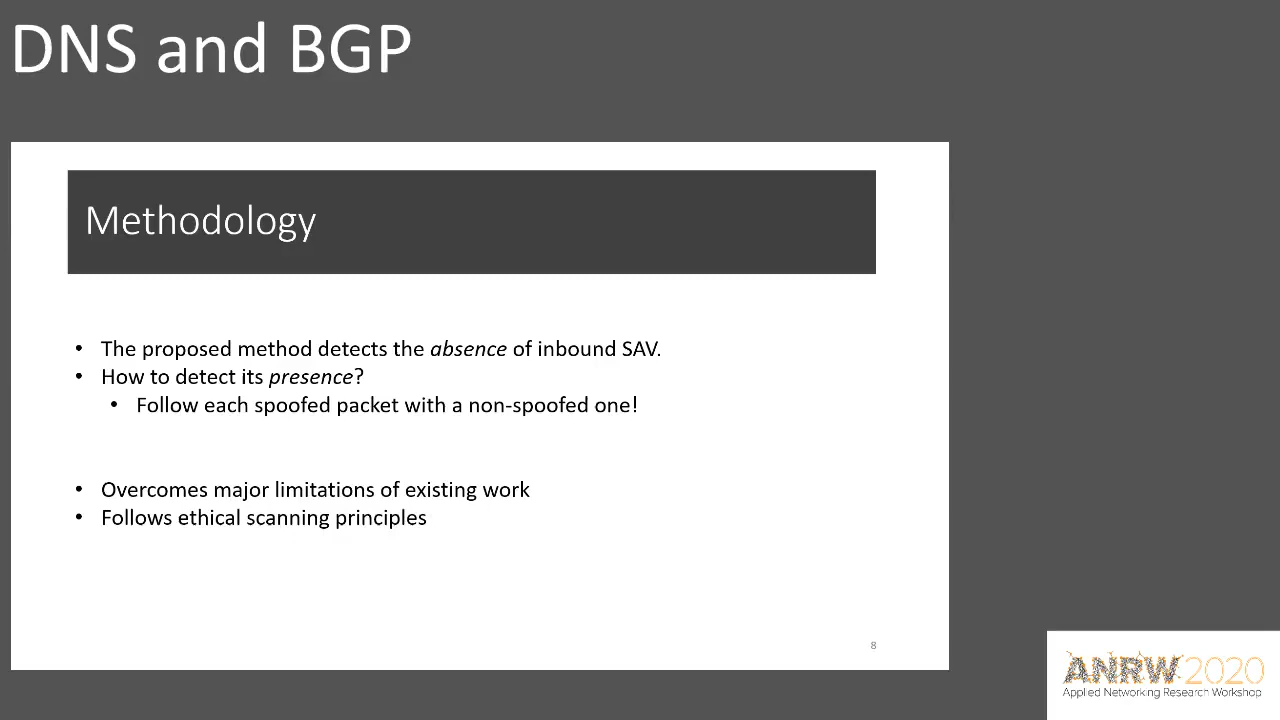 DNS and BGP
Methodology
• The proposed method detects the absence of inbound SAV.
• How to detect its presence?
• Follow each spoofed packet with a non-spoofed one!
• Overcomes major limitations of existing work
• Follows ethical scanning principles
8
ANRW 2020
Applied Networking Research Workshop